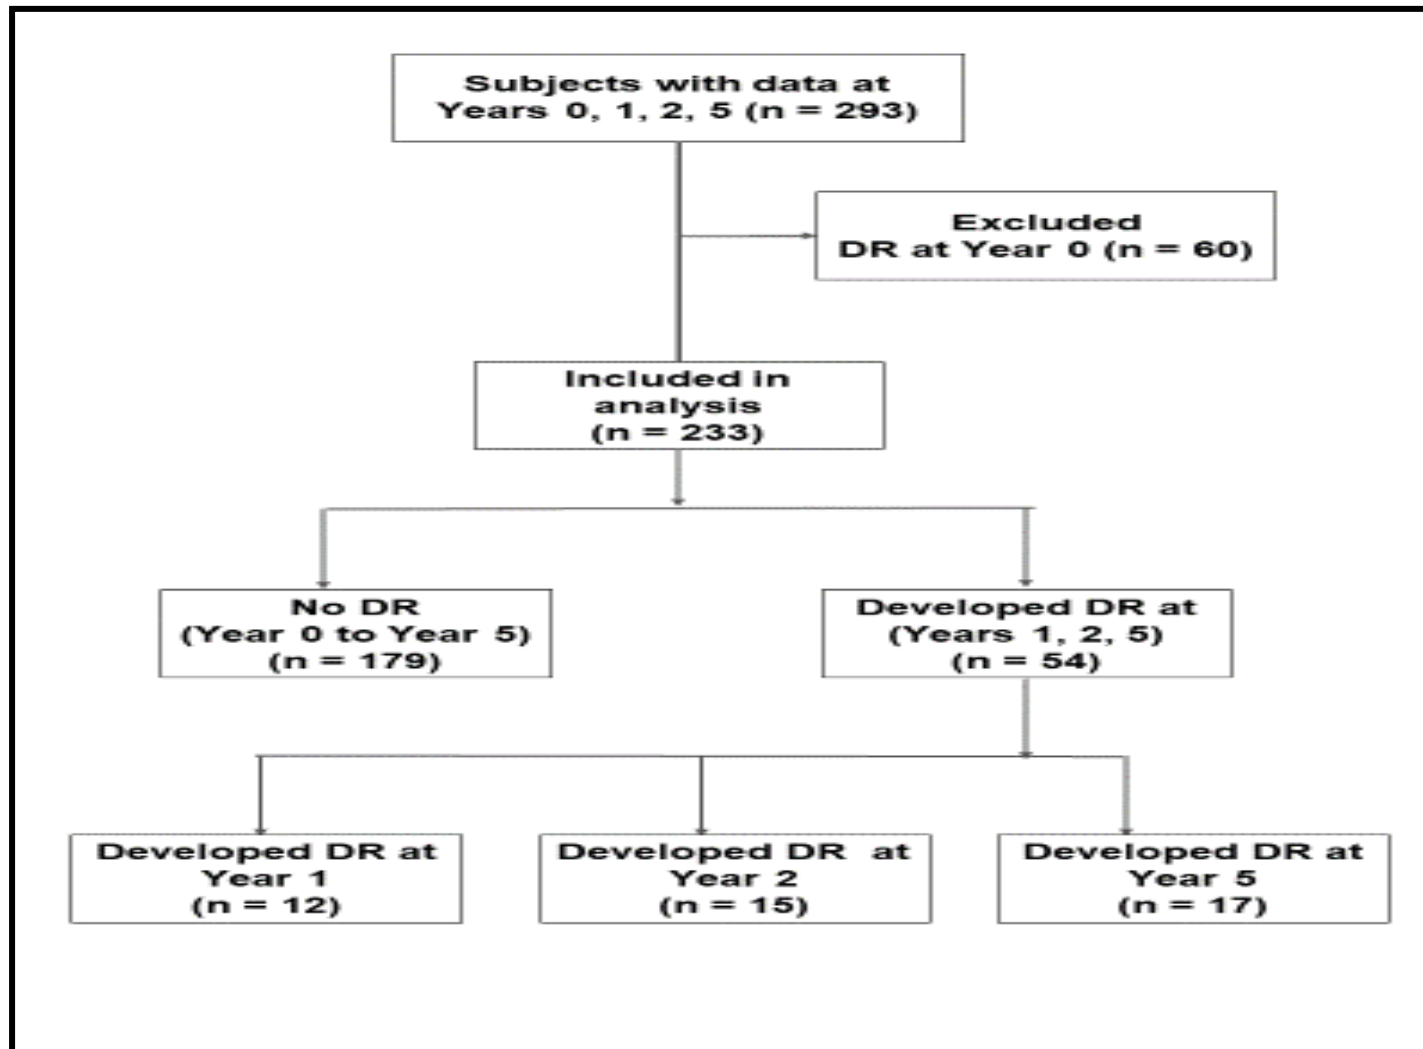 Subjects with data at
Years 0, 1, 2, 5 (n = 293)
Excluded
DR at Year 0 (n = 60)
Included in
analysis
(n = 233)
No DR
(Year 0 to Year 5)
(n = 179)
Developed DR at
(Years 1, 2, 5)
(n = 54)
Developed DR at
Year 1
(n = 12)
Developed DR at
Year 2
(n = 15)
Developed DR at
Year 5
(n = 17)